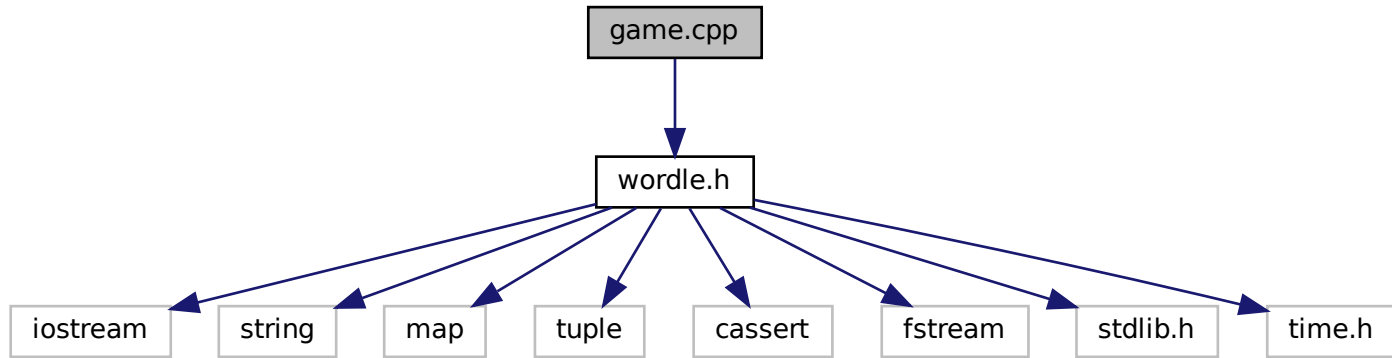 game.cpp
wordle.h
iostream
string
map
tuple
cassert
fstream
stdlib.h
time.h